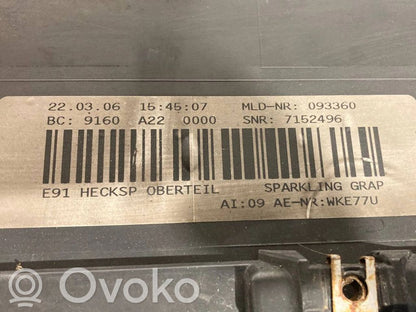 22.03.06 15:45:07 MLD-NR: 093360
BC: 9160 A22 0000 SNR: 7152496
E91 HECKSP OBERTEIL SPARKLING GRAP
AI:09 AE-NR:WKE77U
Ovoko